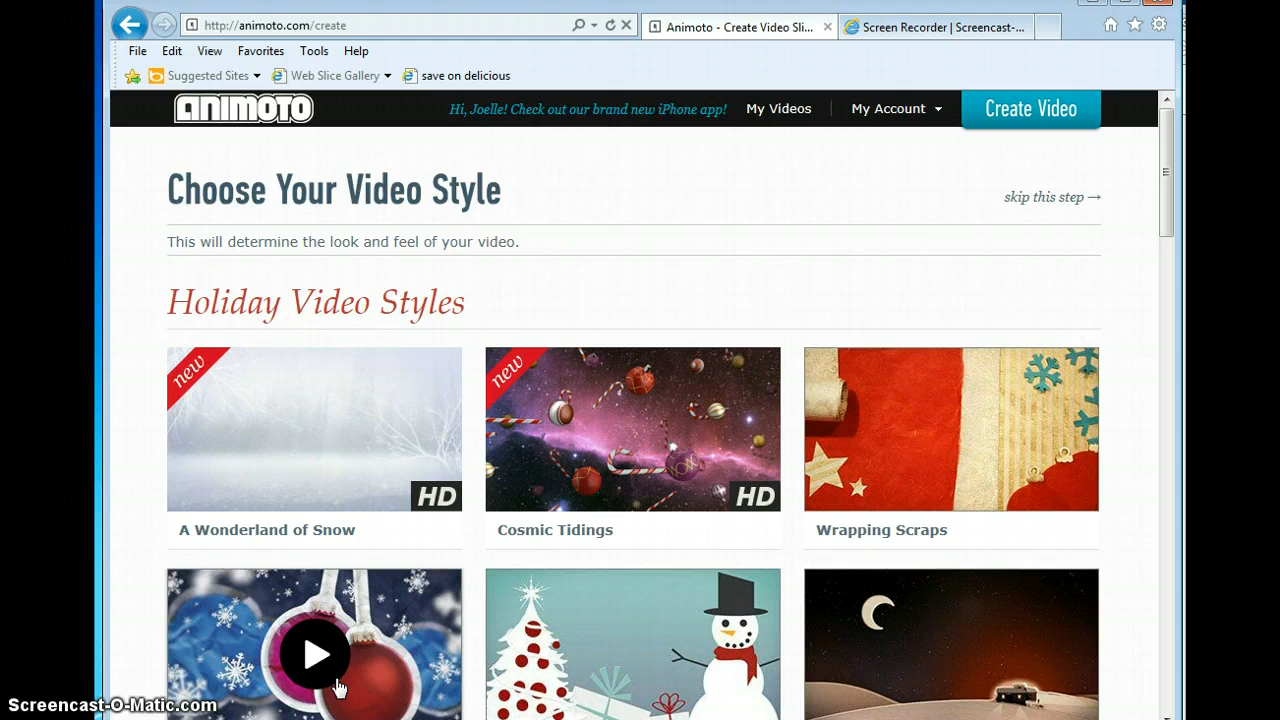 http://animoto.com/create
Animoto - Create Video Sli...
Screen Recorder | Screencast-...
File Edit View Favorites Tools Help
Suggested Sites
Web Slice Gallery
save on delicious
ANIMOTO
Hi, Joelle! Check out our brand new iPhone app!
My Videos
My Account
Create Video
Choose Your Video Style
skip this step →
This will determine the look and feel of your video.
Holiday Video Styles
new
HD
new
HD
A Wonderland of Snow
Cosmic Tidings
Wrapping Scraps
Screencast-O-Matic.com